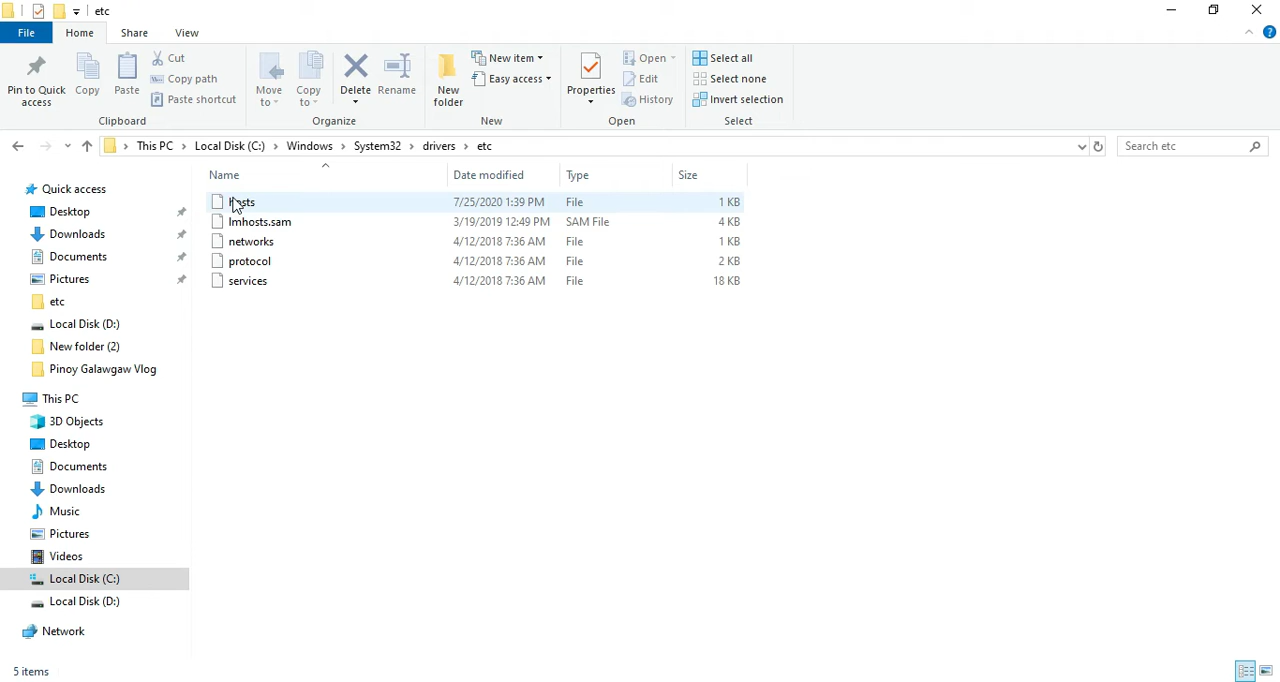 etc
File Home Share View
Pin to Quick access
Copy
Paste
Cut
Copy path
Paste shortcut
Clipboard
Move to
Copy to
Delete
Rename
Organize
New folder
New item
Easy access
New
Properties
Open
Edit
History
Open
Select all
Select none
Invert selection
Select
This PC > Local Disk (C:) > Windows > System32 > drivers > etc
Search etc
Name Date modified Type Size
hosts 7/25/2020 1:39 PM File 1 KB
lmhosts.sam 3/19/2019 12:49 PM SAM File 4 KB
networks 4/12/2018 7:36 AM File 1 KB
protocol 4/12/2018 7:36 AM File 2 KB
services 4/12/2018 7:36 AM File 18 KB
Quick access
Desktop
Downloads
Documents
Pictures
etc
Local Disk (D:)
New folder (2)
Pinoy Galawgaw Vlog
This PC
3D Objects
Desktop
Documents
Downloads
Music
Pictures
Videos
Local Disk (C:)
Local Disk (D:)
Network
5 items